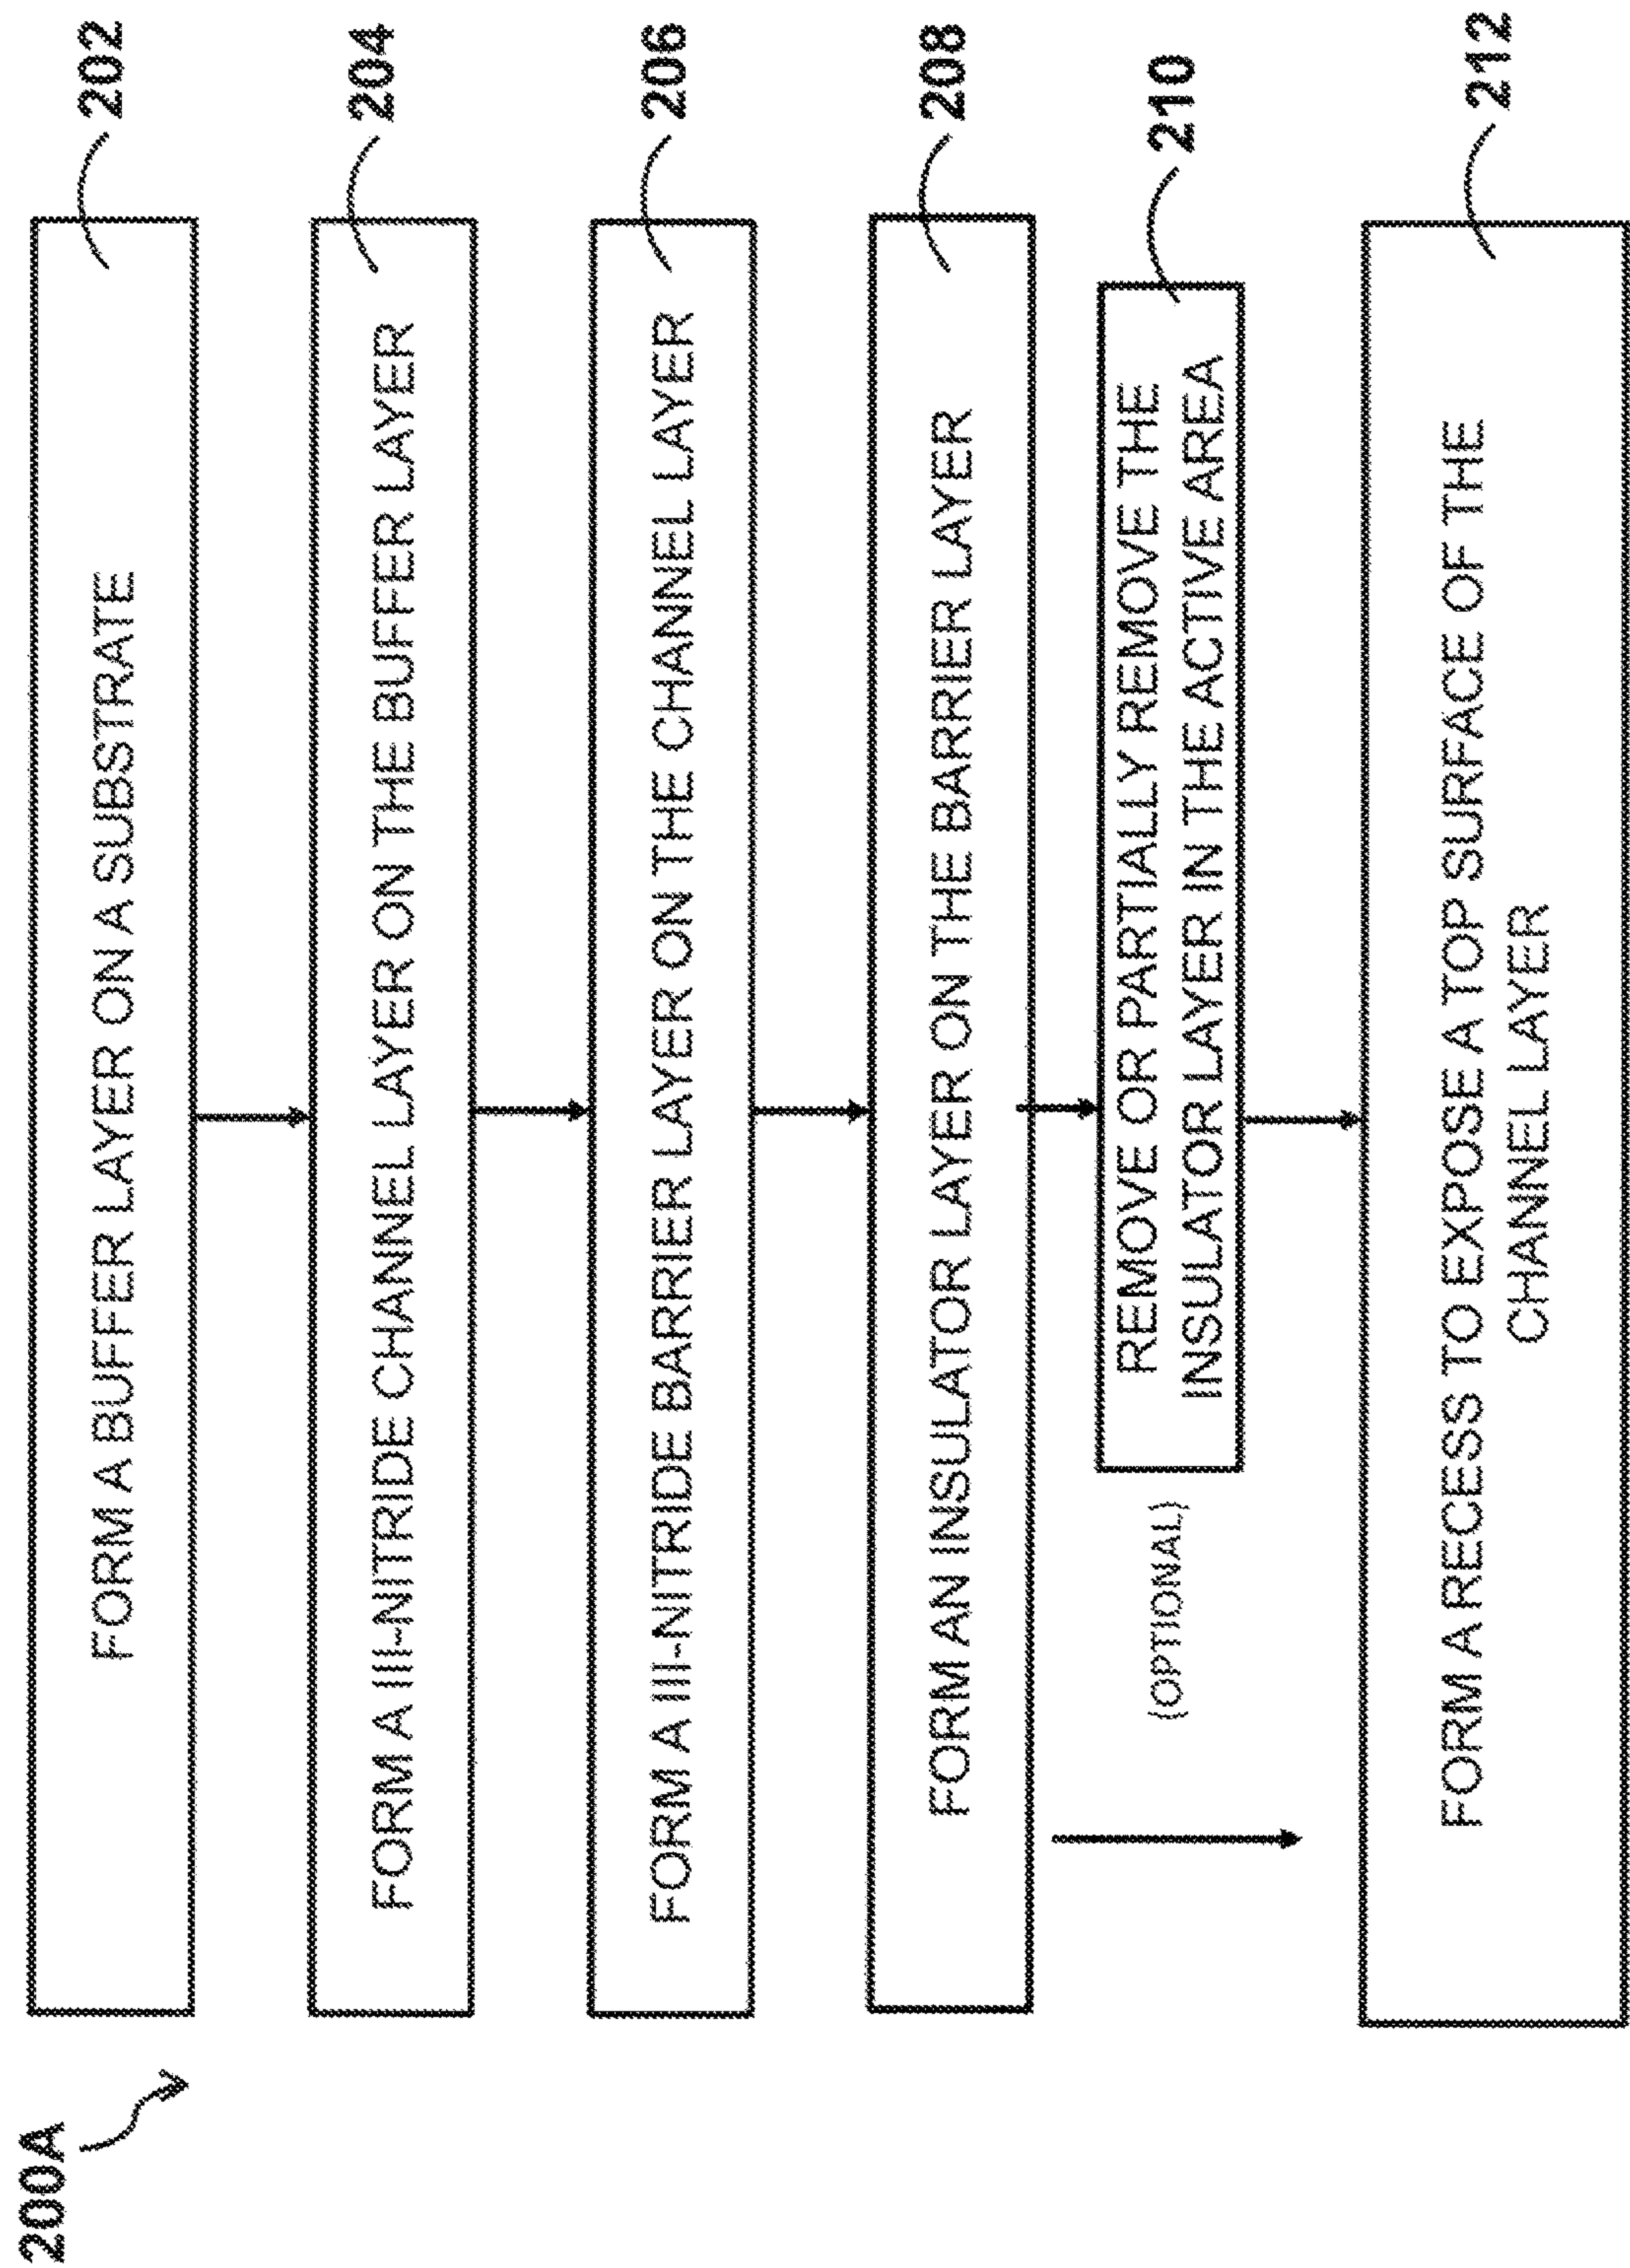 200A
FORM A BUFFER LAYER ON A SUBSTRATE
202
FORM A IIII-NITRIDE CHANNEL LAYER ON THE BUFFER LAYER
204
FORM A III-NITRIDE BARRIER LAYER ON THE CHANNEL LAYER
206
FORM AN INSULATOR LAYER ON THE BARRIER LAYER
208
(OPTIONAL)
REMOVE OR PARTIALLY REMOVE THE
INSULATOR LAYER IN THE ACTIVE AREA
210
FORM A RECESS TO EXPOSE A TOP SURFACE OF THE
CHANNEL LAYER
212